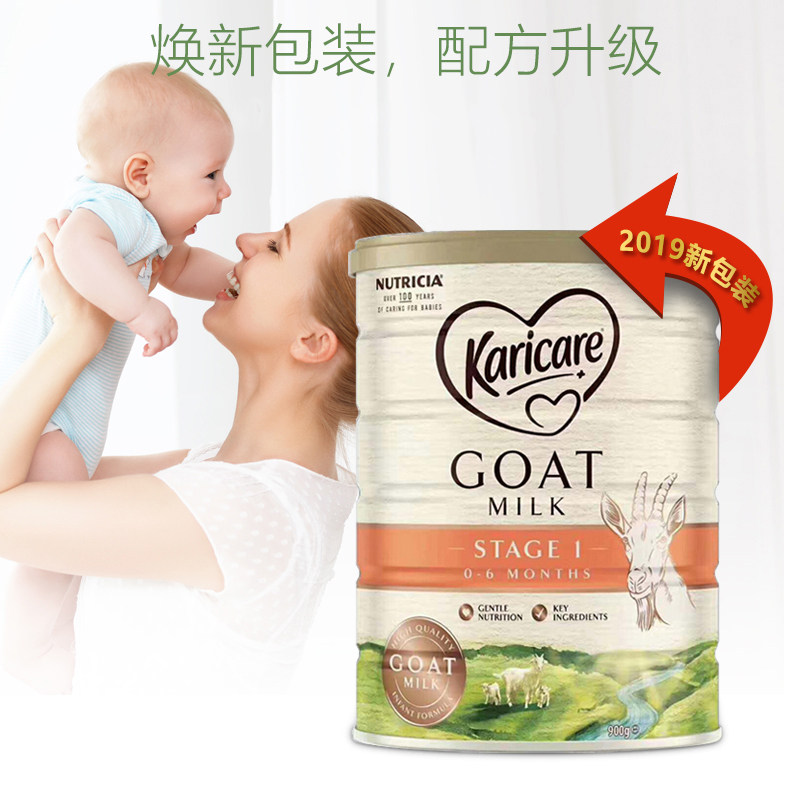 焕新包装，配方升级
2019新包装
NUTRICIA®
OVER 100 YEARS
OF CARING FOR BABIES
Karicare®
GOAT
MILK
STAGE 1
0-6 MONTHS
GENTLE
NUTRITION
KEY
INGREDIENTS
HIGH QUALITY
GOAT
MILK
INFANT FORMULA
900g ℮